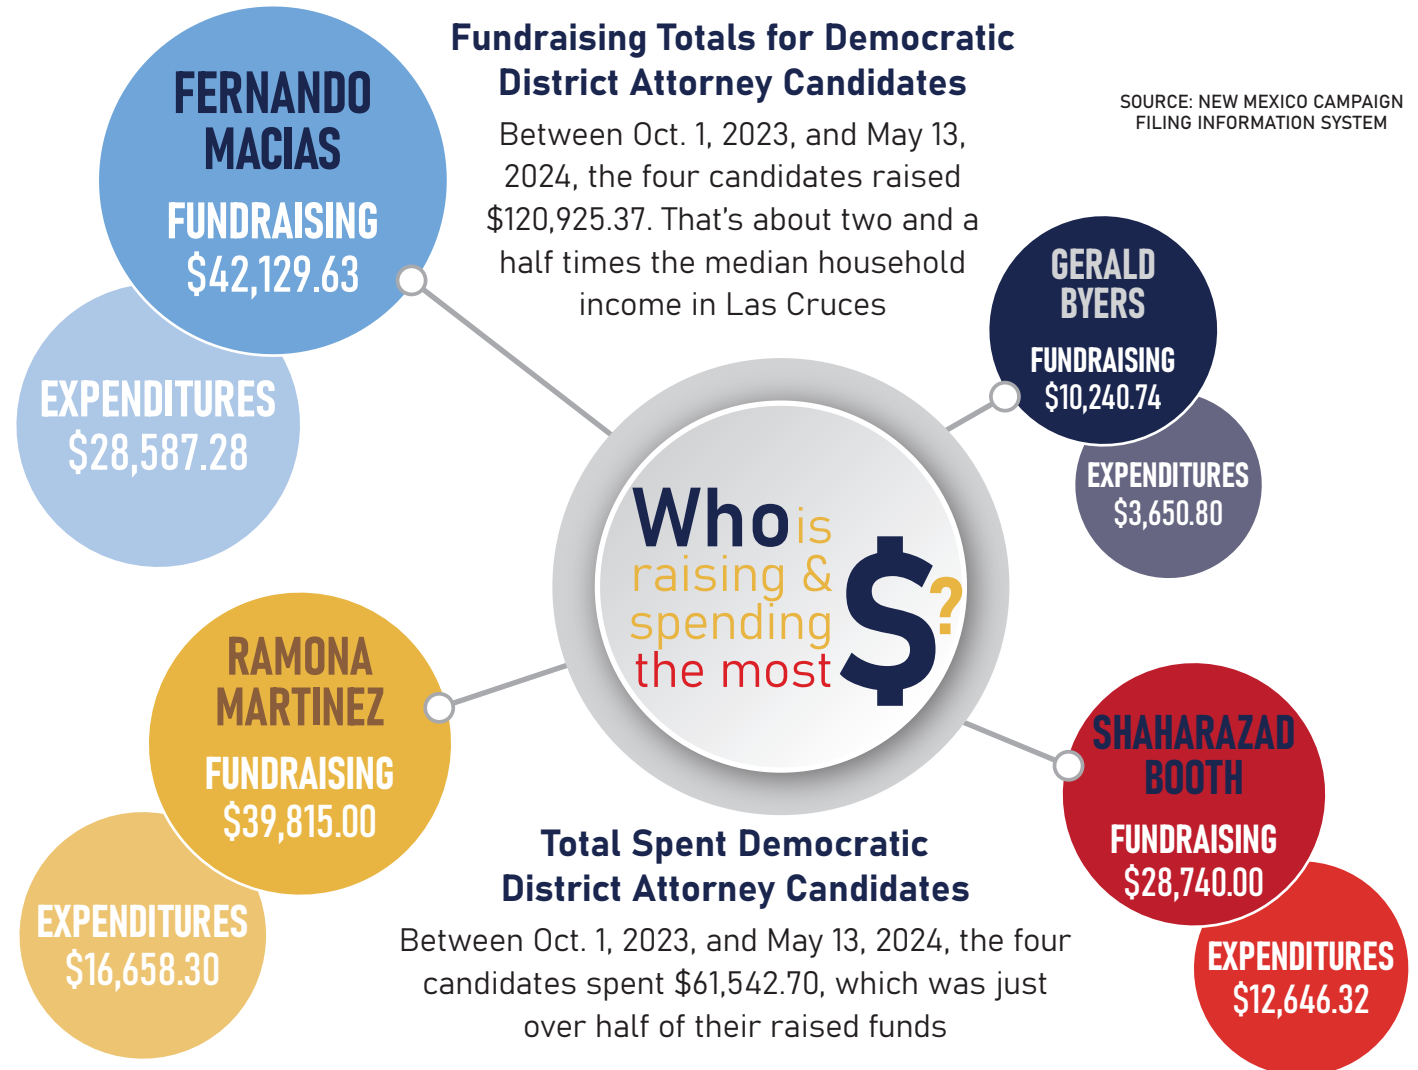 Fundraising Totals for Democratic
District Attorney Candidates
Between Oct. 1, 2023, and May 13,
2024, the four candidates raised
$120,925.37. That's about two and a
half times the median household
income in Las Cruces
SOURCE: NEW MEXICO CAMPAIGN
FILING INFORMATION SYSTEM
FERNANDO
MACIAS
FUNDRAISING
$42,129.63
EXPENDITURES
$28,587.28
GERALD
BYERS
FUNDRAISING
$10,240.74
EXPENDITURES
$3,650.80
Who is
raising &
spending
the most
$?
RAMONA
MARTINEZ
FUNDRAISING
$39,815.00
EXPENDITURES
$16,658.30
SHAHARAZAD
BOOTH
FUNDRAISING
$28,740.00
EXPENDITURES
$12,646.32
Total Spent Democratic
District Attorney Candidates
Between Oct. 1, 2023, and May 13, 2024, the four
candidates spent $61,542.70, which was just
over half of their raised funds